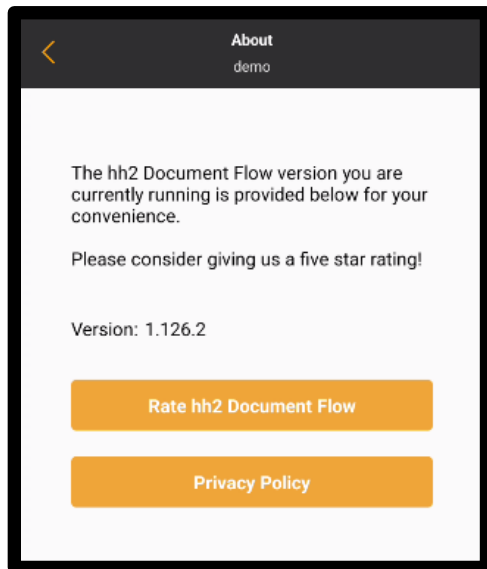 About
demo
The hh2 Document Flow version you are
currently running is provided below for your
convenience.
Please consider giving us a five star rating!
Version: 1.126.2
Rate hh2 Document Flow
Privacy Policy